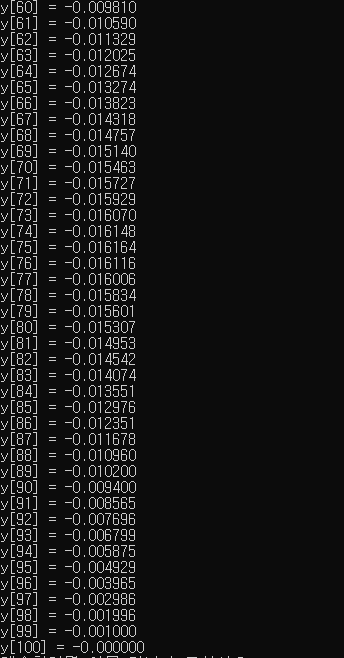 y[60] = -0.009810
y[61] = -0.010590
y[62] = -0.011329
y[63] = -0.012025
y[64] = -0.012674
y[65] = -0.013274
y[66] = -0.013823
y[67] = -0.014318
y[68] = -0.014757
y[69] = -0.015140
y[70] = -0.015463
y[71] = -0.015727
y[72] = -0.015929
y[73] = -0.016070
y[74] = -0.016148
y[75] = -0.016164
y[76] = -0.016116
y[77] = -0.016006
y[78] = -0.015834
y[79] = -0.015601
y[80] = -0.015307
y[81] = -0.014953
y[82] = -0.014542
y[83] = -0.014074
y[84] = -0.013551
y[85] = -0.012976
y[86] = -0.012351
y[87] = -0.011678
y[88] = -0.010960
y[89] = -0.010200
y[90] = -0.009400
y[91] = -0.008565
y[92] = -0.007696
y[93] = -0.006799
y[94] = -0.005875
y[95] = -0.004929
y[96] = -0.003965
y[97] = -0.002986
y[98] = -0.001996
y[99] = -0.001000
y[100] = -0.000000